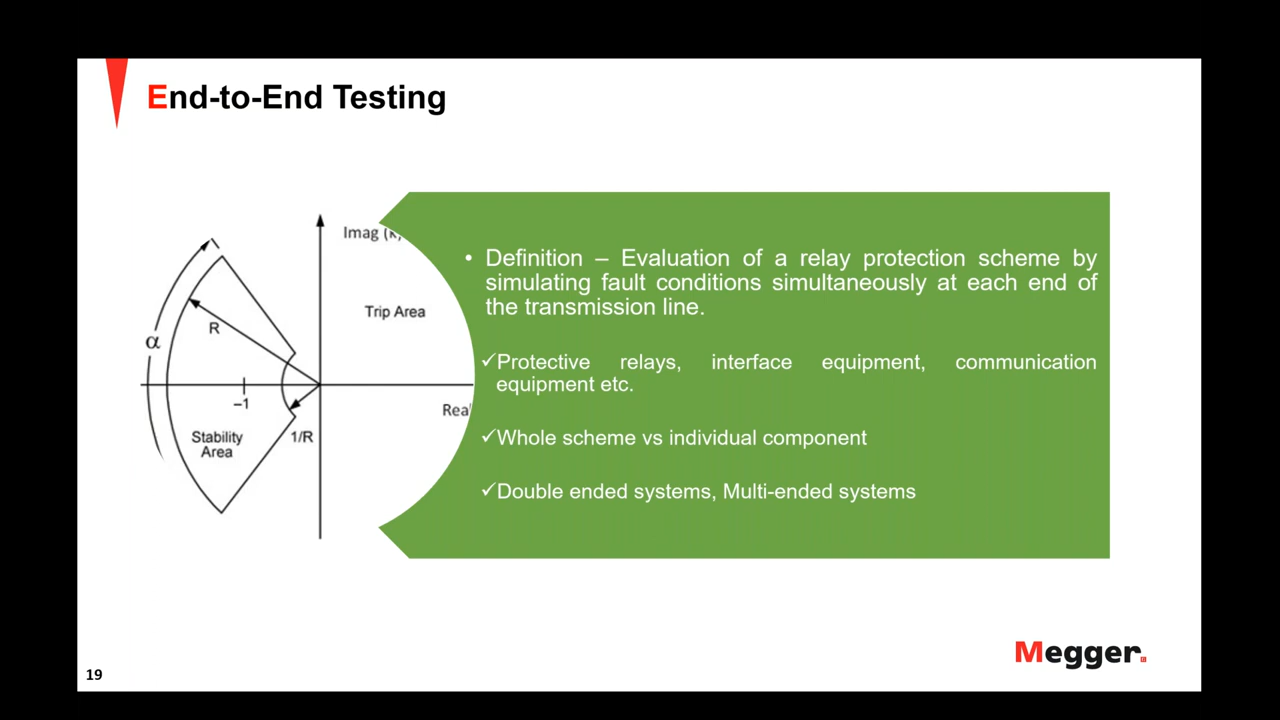 End-to-End Testing
Imag (k)
Trip Area
R
α
–1
Real
Stability
Area
1/R
• Definition – Evaluation of a relay protection scheme by
simulating fault conditions simultaneously at each end of
the transmission line.
✓Protective relays, interface equipment, communication
equipment etc.
✓Whole scheme vs individual component
✓Double ended systems, Multi-ended systems
Megger.
19